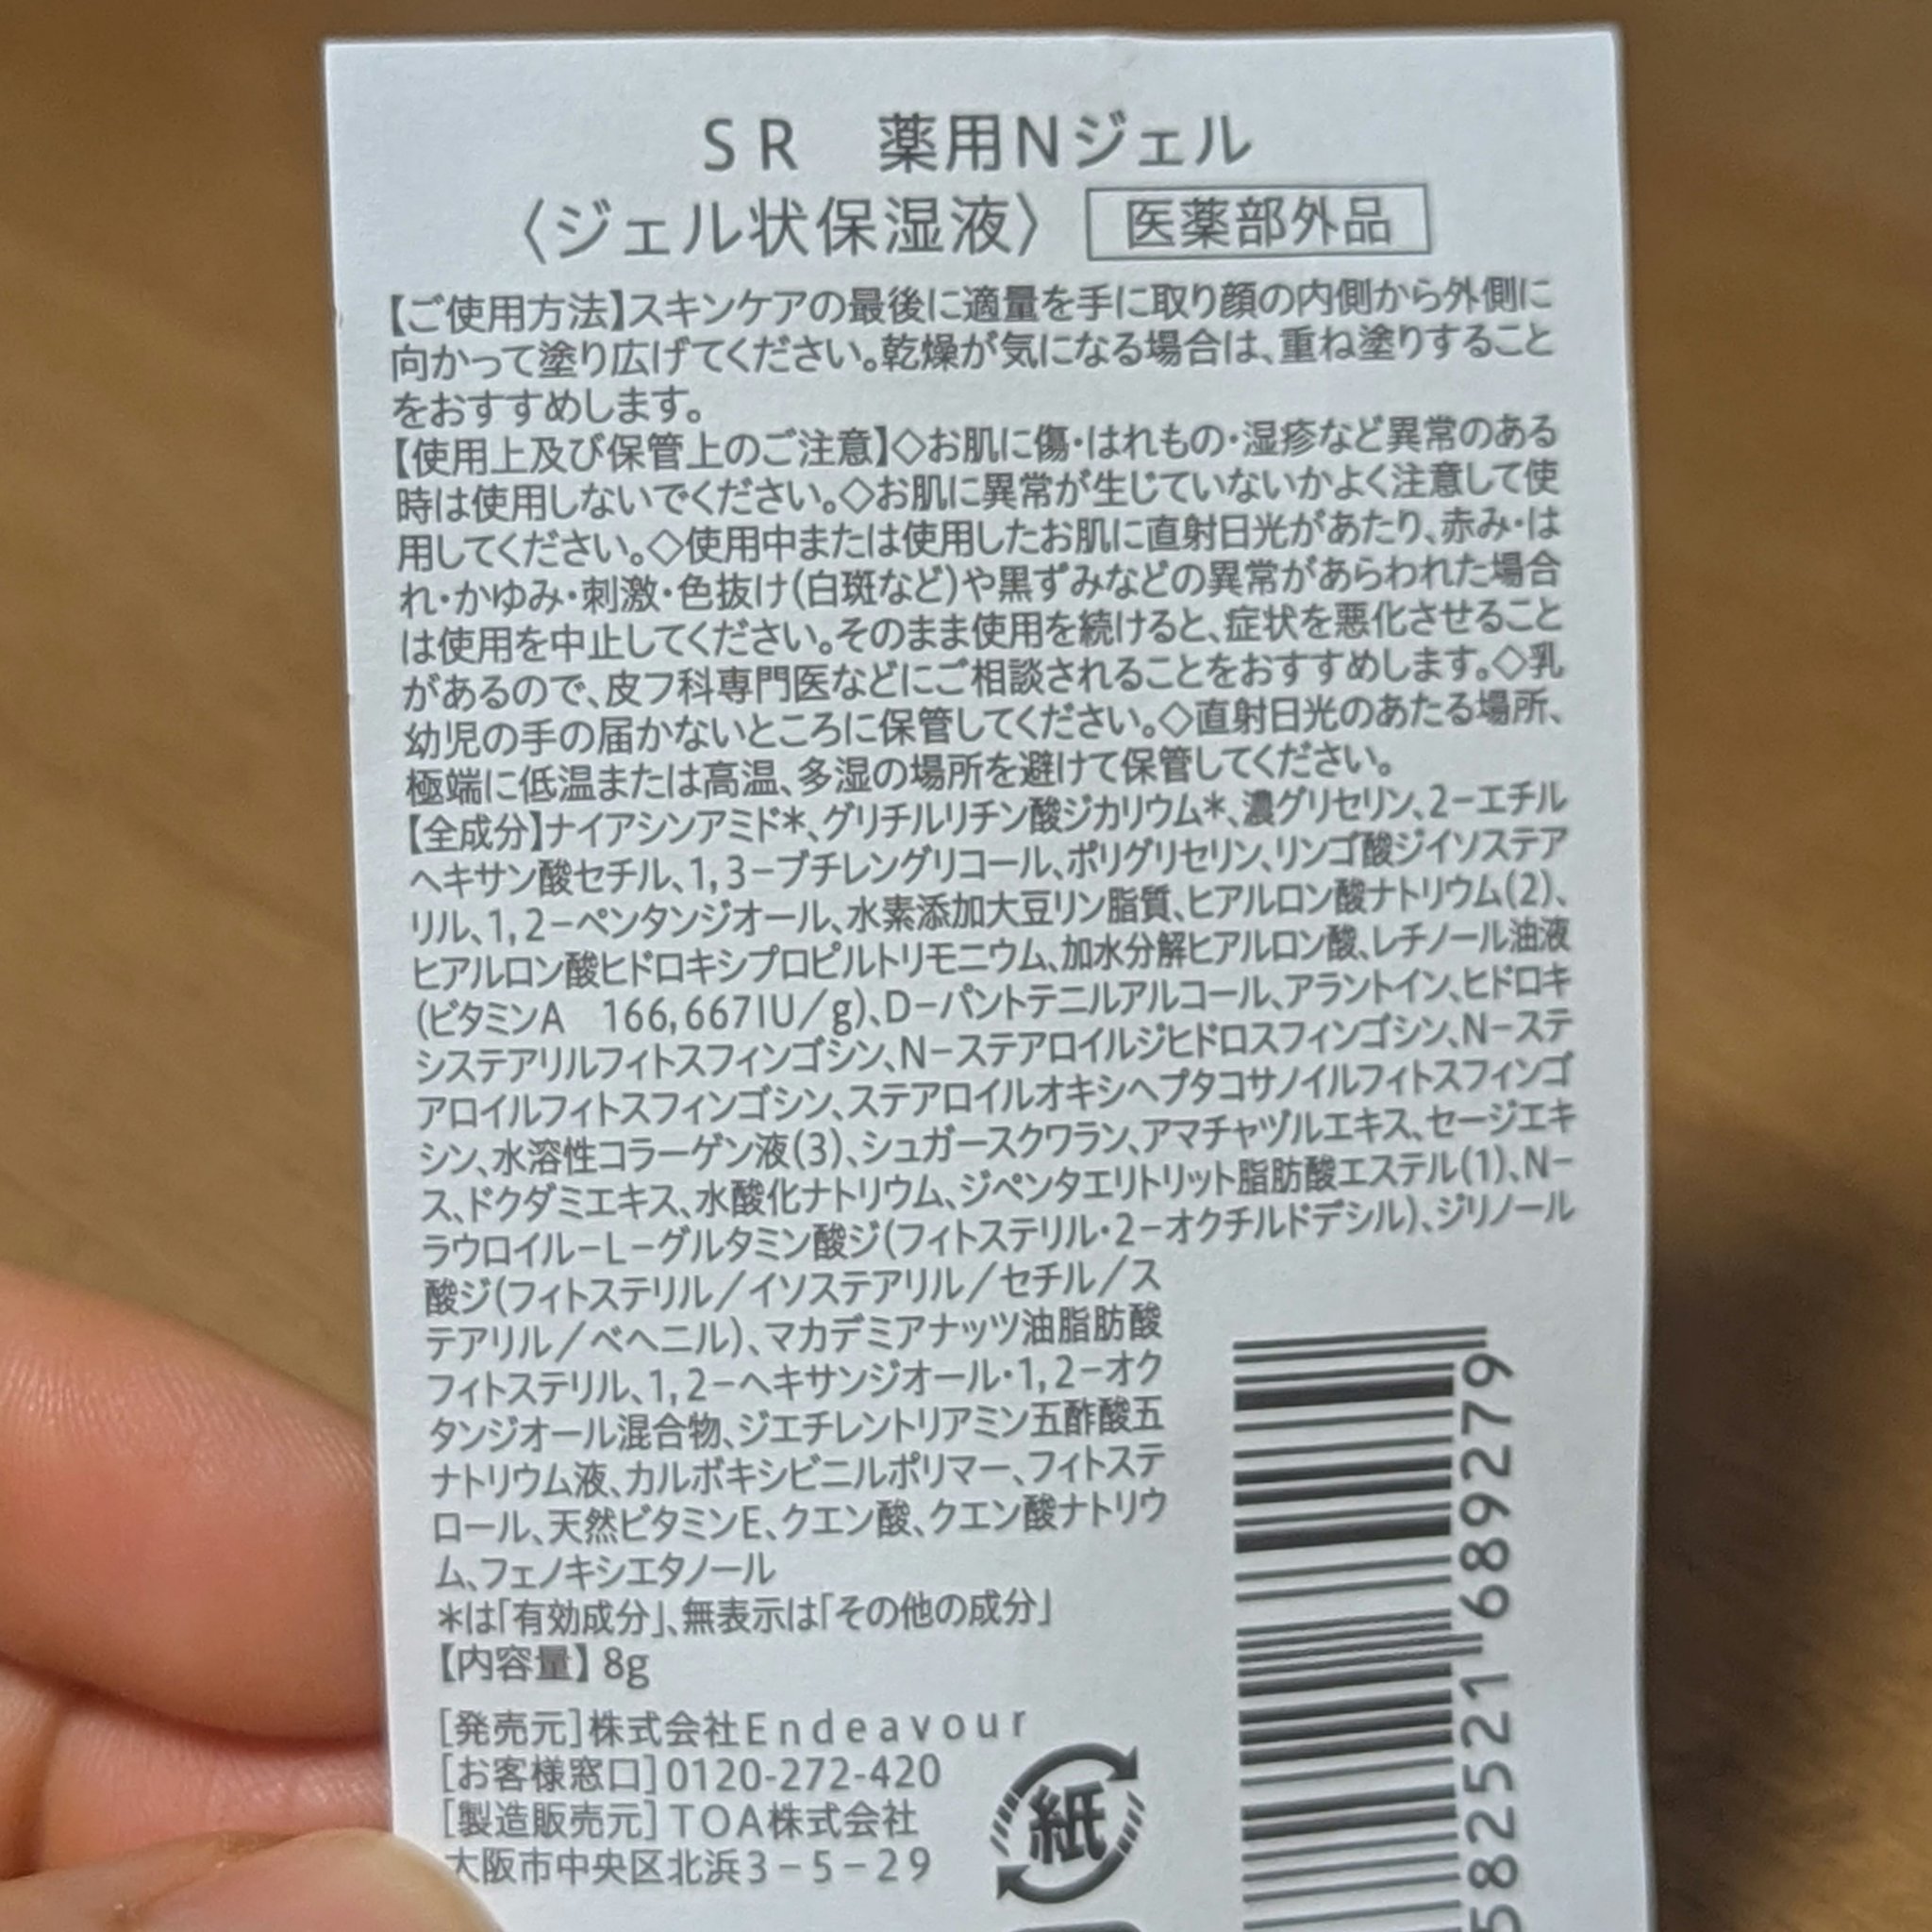 SR 薬用Nジェル
〈ジェル状保湿液〉 医薬部外品
【ご使用方法】スキンケアの最後に適量を手に取り顔の内側から外側に
向かって塗り広げてください。乾燥が気になる場合は、重ね塗りすること
をおすすめします。
【使用上及び保管上のご注意】◇お肌に傷・はれもの・湿疹など異常のある
時は使用しないでください。◇お肌に異常が生じていないかよく注意して使
用してください。◇使用中または使用したお肌に直射日光があたり、赤み・は
れ・かゆみ・刺激・色抜け(白斑など)や黒ずみなどの異常があらわれた場合
は使用を中止してください。そのまま使用を続けると、症状を悪化させること
があるので、皮フ科専門医などにご相談されることをおすすめします。◇乳
幼児の手の届かないところに保管してください。◇直射日光のあたる場所、
極端に低温または高温、多湿の場所を避けて保管してください。
【全成分】ナイアシンアミド*、グリチルリチン酸ジカリウム*、濃グリセリン、2-エチル
ヘキサン酸セチル、1,3-ブチレングリコール、ポリグリセリン、リンゴ酸ジイソステア
リル、1,2-ペンタンジオール、水素添加大豆リン脂質、ヒアルロン酸ナトリウム(2)、
ヒアルロン酸ヒドロキシプロピルトリモニウム、加水分解ヒアルロン酸、レチノール油液
(ビタミンA 166,667IU/g)、D-パントテニルアルコール、アラントイン、ヒドロキ
システアリルフィトスフィンゴシン、N-ステアロイルジヒドロスフィンゴシン、N-ステ
アロイルフィトスフィンゴシン、ステアロイルオキシヘプタコサノイルフィトスフィンゴ
シン、水溶性コラーゲン液(3)、シュガースクワラン、アマチャヅルエキス、セージエキ
ス、ドクダミエキス、水酸化ナトリウム、ジペンタエリトリット脂肪酸エステル(1)、N-
ラウロイル-L-グルタミン酸ジ(フィトステリル・2-オクチルドデシル)、ジリノール
酸ジ(フィトステリル/イソステアリル/セチル/ス
テアリル/ベヘニル)、マカデミアナッツ油脂肪酸
フィトステリル、1,2-ヘキサンジオール・1,2-オク
タンジオール混合物、ジエチレントリアミン五酢酸五
ナトリウム液、カルボキシビニルポリマー、フィトステ
ロール、天然ビタミンE、クエン酸、クエン酸ナトリウ
ム、フェノキシエタノール
*は「有効成分」、無表示は「その他の成分」
【内容量】8g
[発売元]株式会社Endeavour
[お客様窓口]0120-272-420
[製造販売元]TOA株式会社
大阪市中央区北浜3-5-29
紙
582521 689279